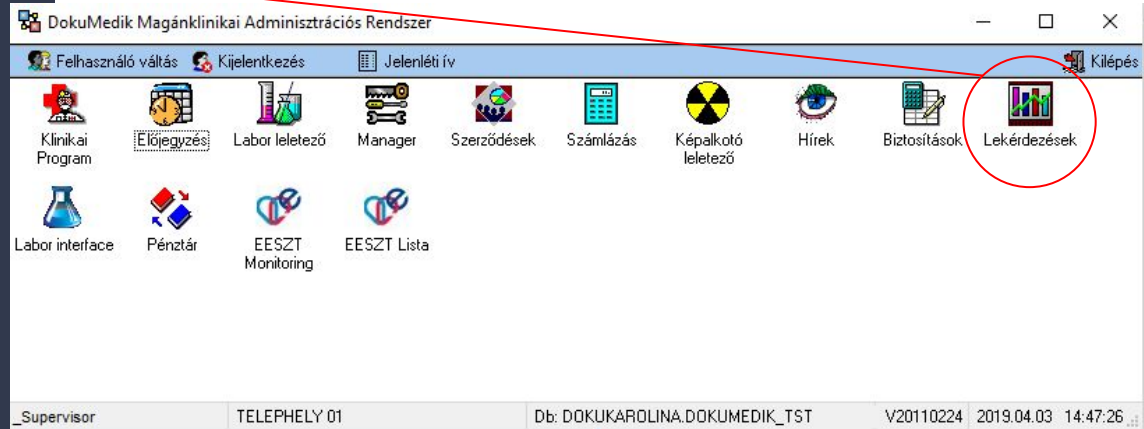 DokuMedik Magánklinikai Adminisztrációs Rendszer
Felhasználó váltás Kijelentkezés Jelenléti ív Kilépés
Klinikai Program
Előjegyzés
Labor leletező
Manager
Szerződések
Számlázás
Képalkotó leletező
Hírek
Biztosítások
Lekérdezések
Labor interface
Pénztár
EESZT Monitoring
EESZT Lista
_Supervisor TELEPHELY 01 Db: DOKUKAROLINA.DOKUMEDIK_TST V20110224 2019.04.03 14:47:26